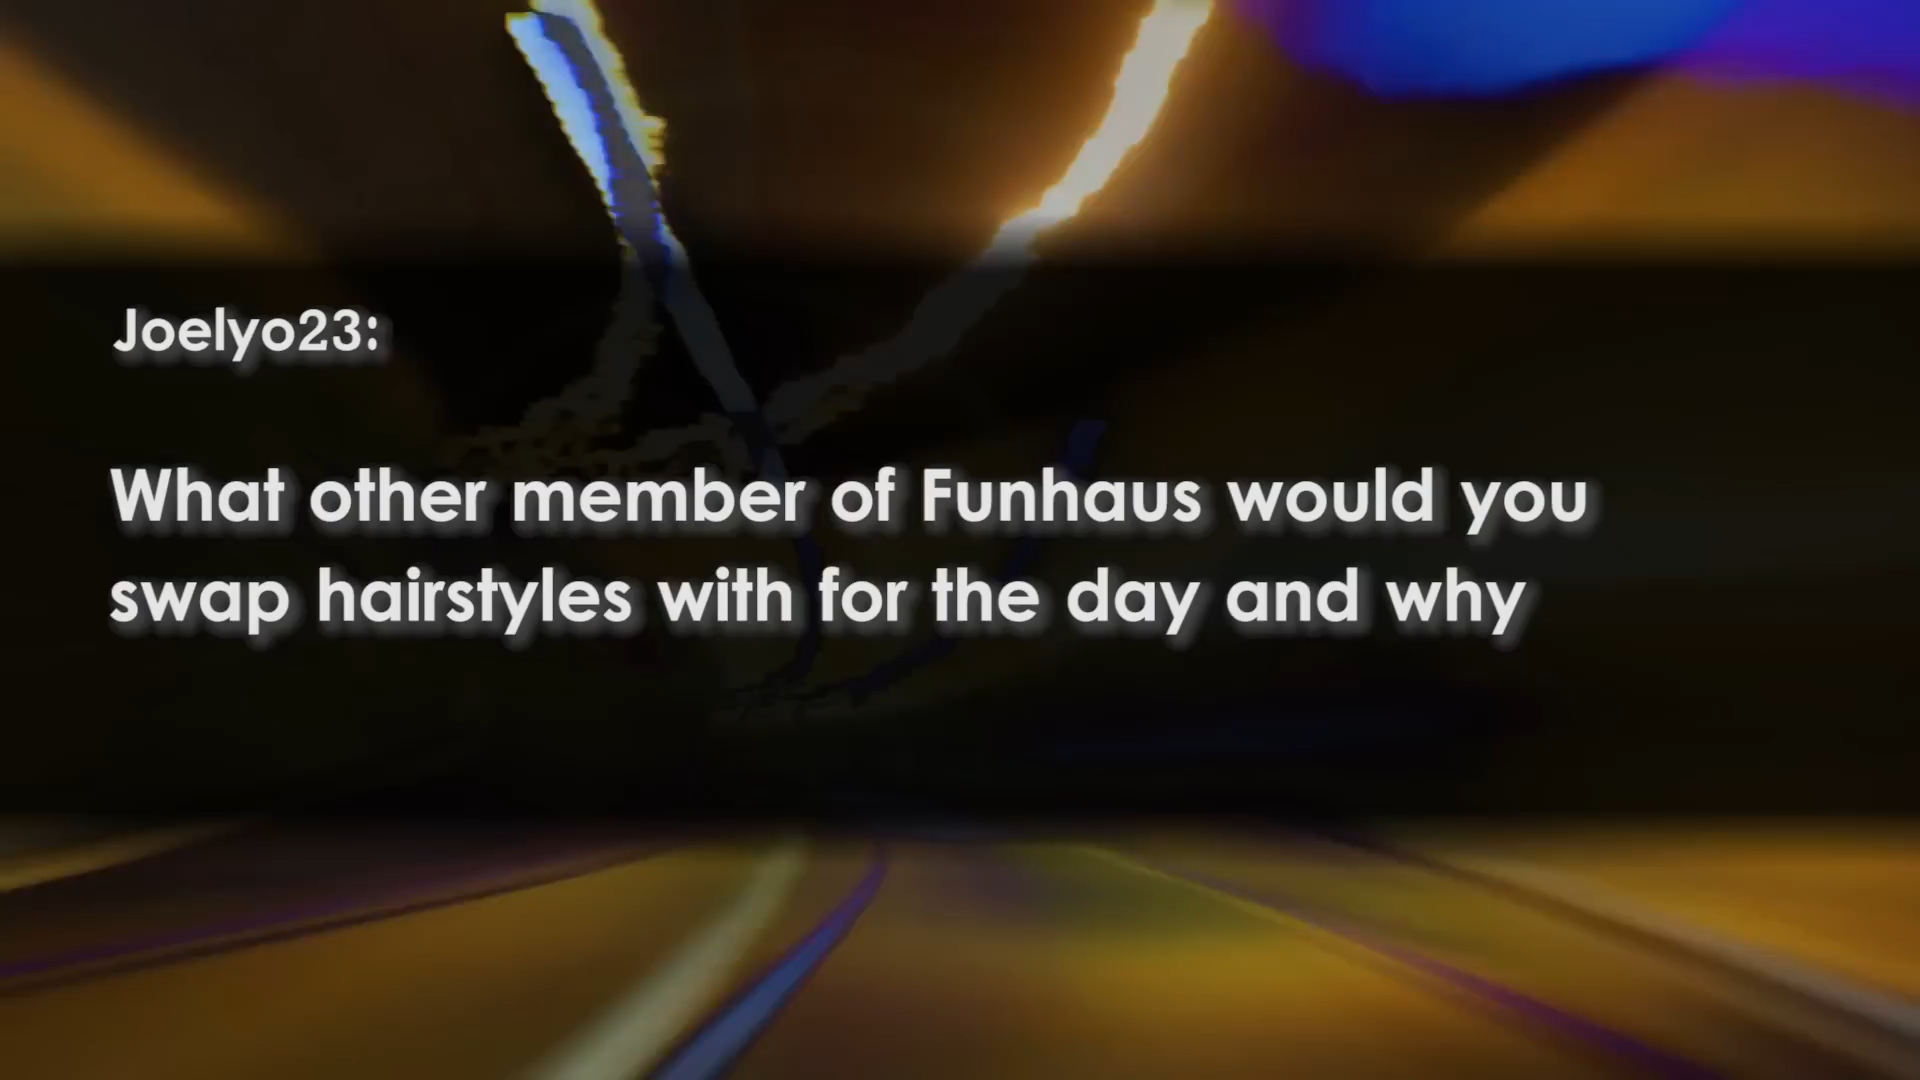 Joelyo23:
What other member of Funhaus would you
swap hairstyles with for the day and why